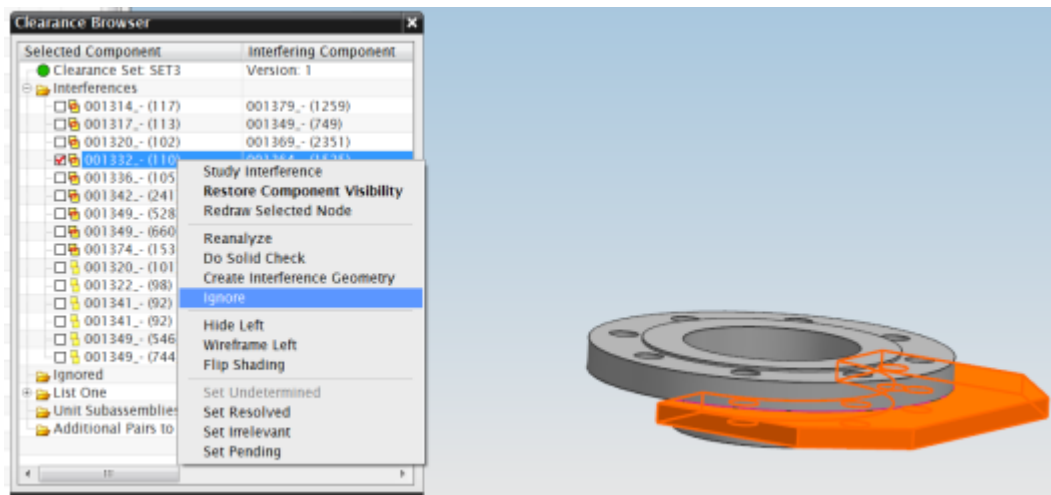 Clearance Browser
Selected Component Interfering Component
Clearance Set: SET3 Version: 1
Interferences
001314_- (117) 001379_- (1259)
001317_- (113) 001349_- (749)
001320_- (102) 001369_- (2351)
001332_- (110) 001364_- (1525)
001336_- (105
001342_- (241
001349_- (528
001349_- (660
001374_- (153
001320_- (101
001322_- (98)
001341_- (92)
001341_- (92)
001349_- (546
001349_- (744
Ignored
List One
Unit Subassemblies
Additional Pairs to
Study Interference
Restore Component Visibility
Redraw Selected Node
Reanalyze
Do Solid Check
Create Interference Geometry
Ignore
Hide Left
Wireframe Left
Flip Shading
Set Undetermined
Set Resolved
Set Irrelevant
Set Pending